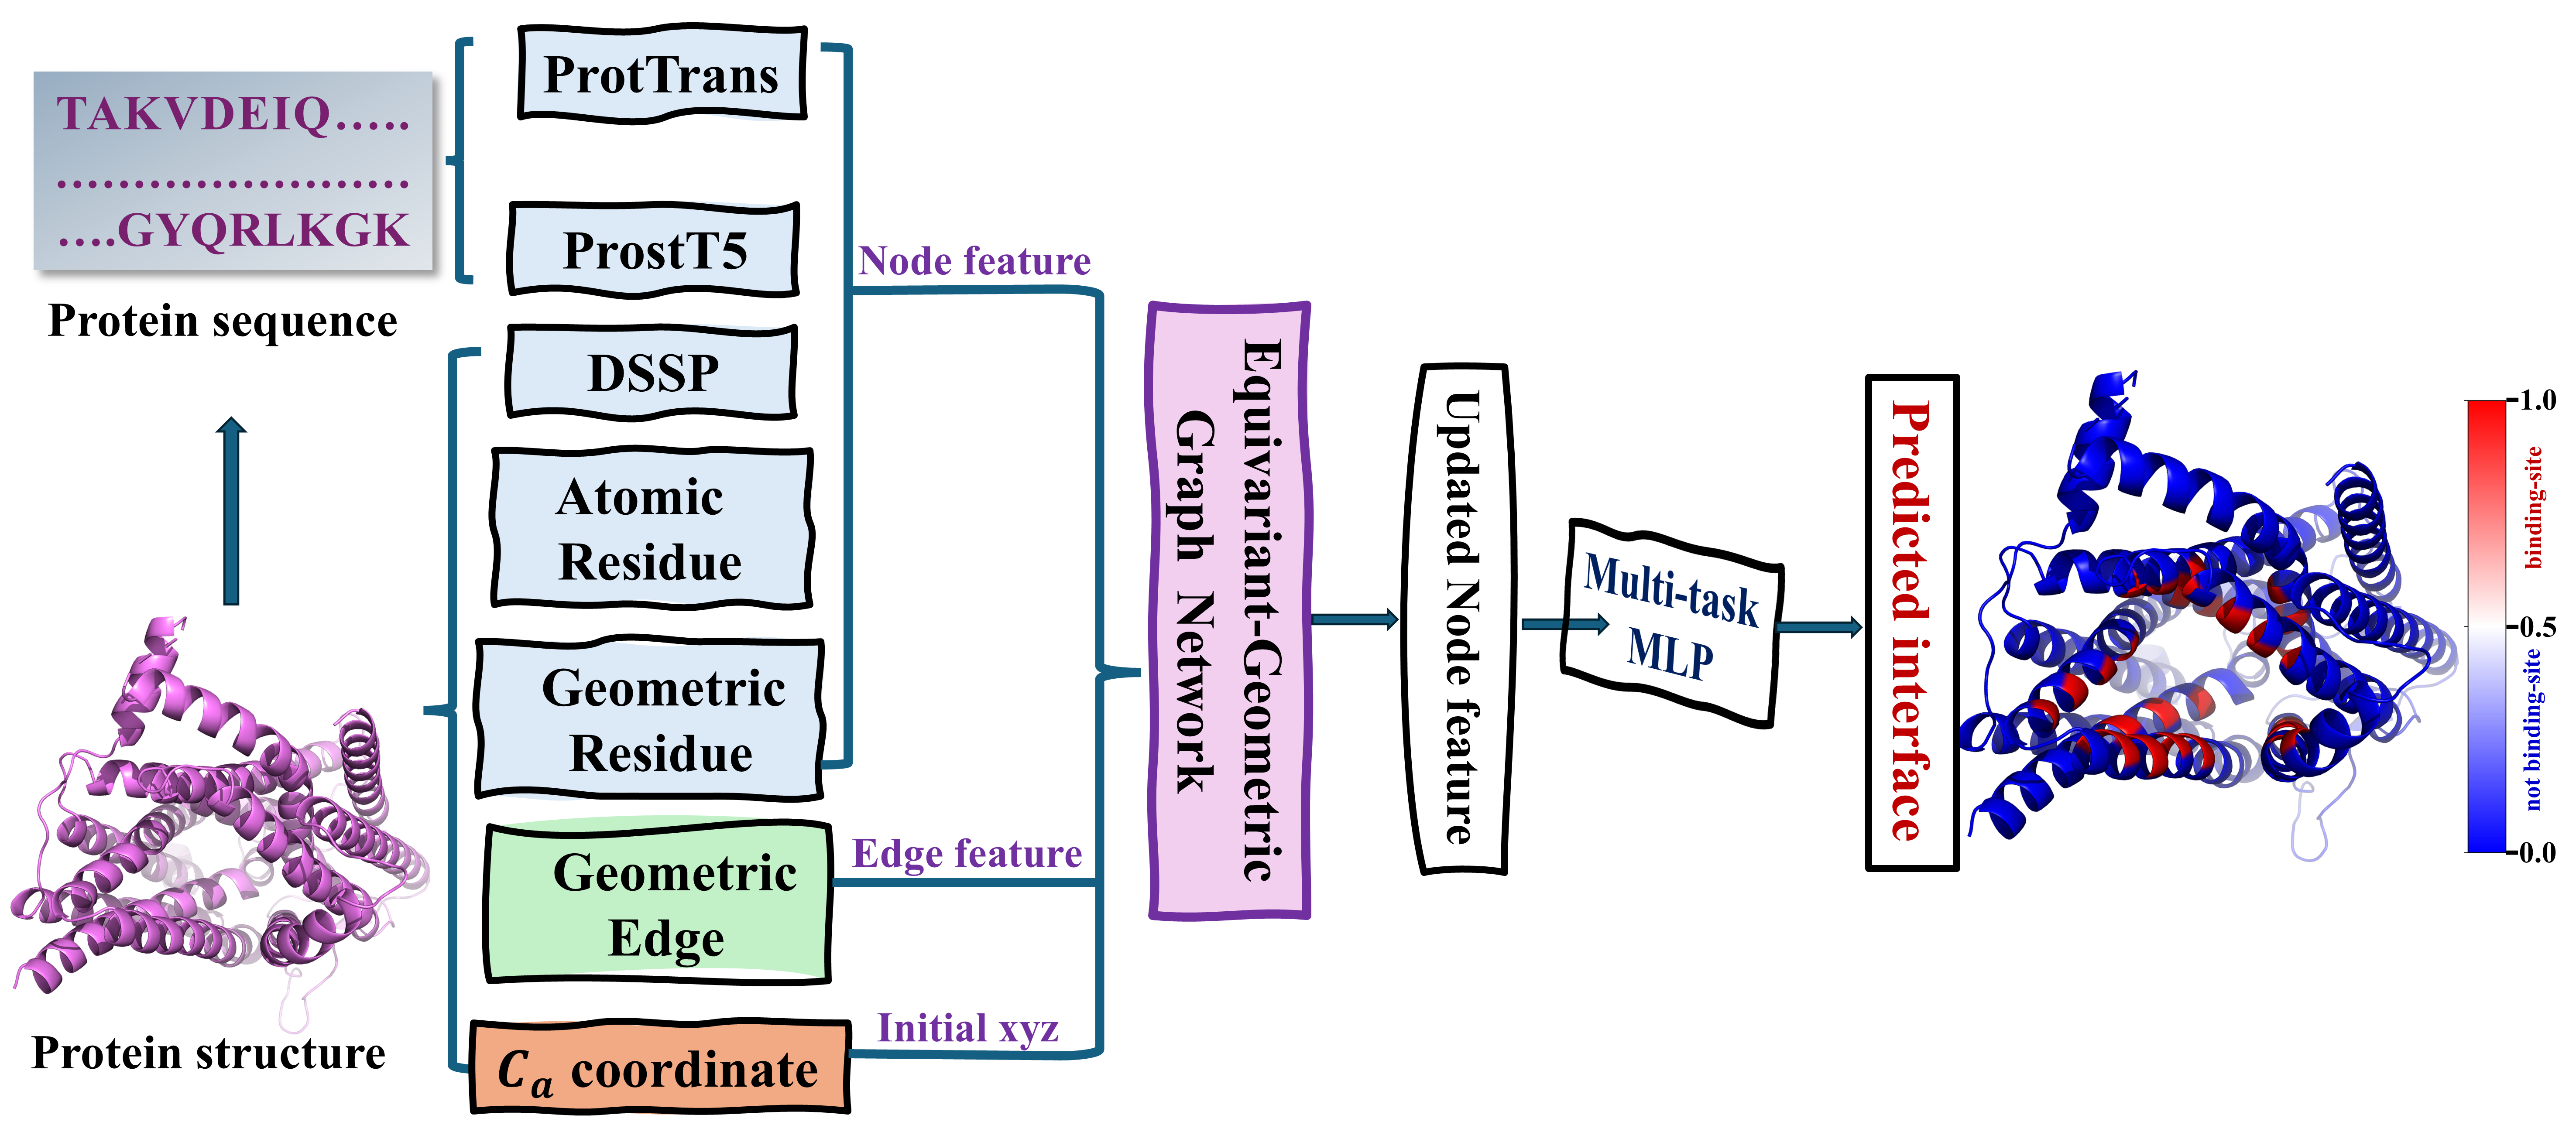 TAKVDEIQ.....
.......................
....GYQRLKGK
Protein sequence
Protein structure
ProtTrans
ProstT5
DSSP
Atomic
Residue
Geometric
Residue
Geometric
Edge
C_a coordinate
Node feature
Edge feature
Initial xyz
Equivariant-Geometric
Graph Network
Updated Node feature
Multi-task
MLP
Predicted interface
1.0
binding-site
0.5
not binding-site
0.0